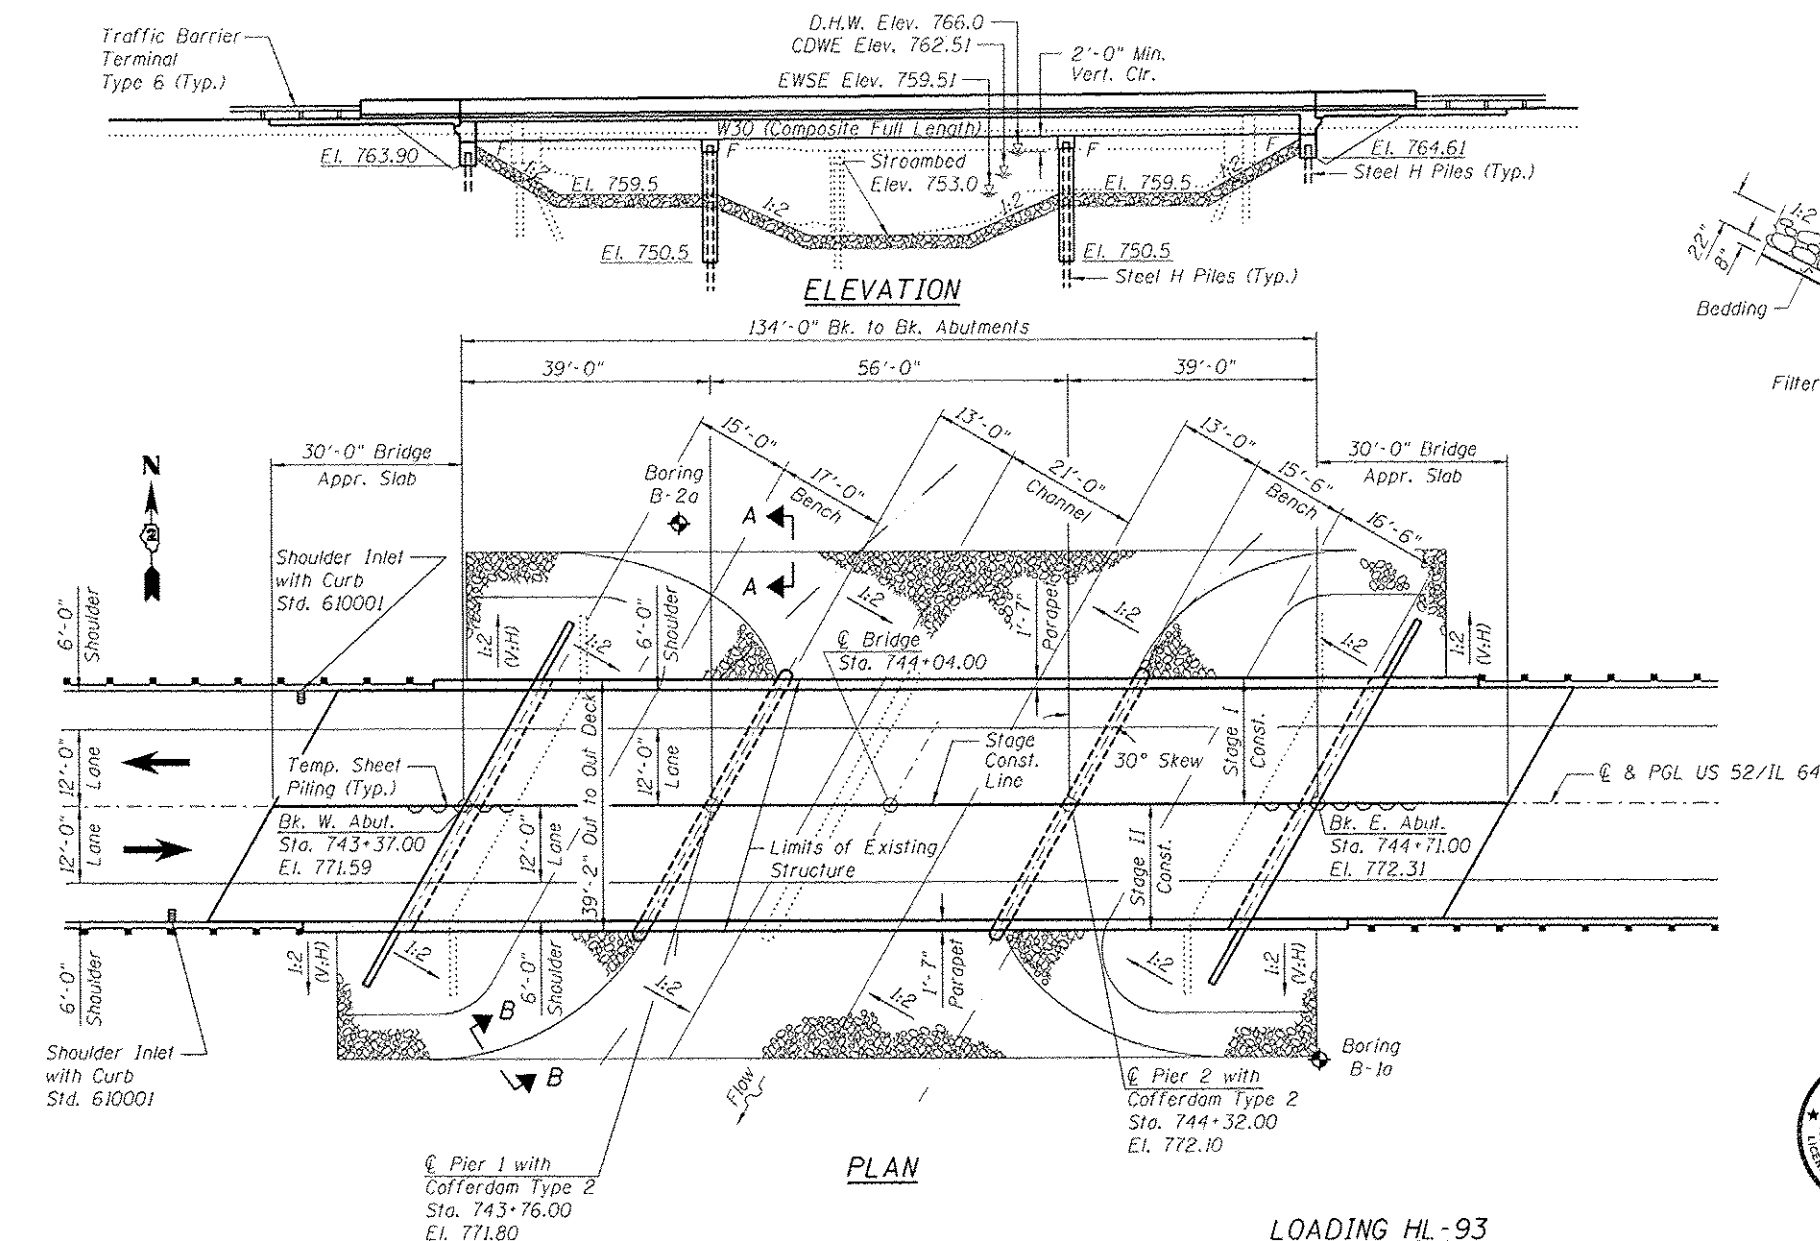 Traffic Barrier
Terminal
Type 6 (Typ.)
D.H.W. Elev. 766.0
CDWE Elev. 762.51
EWSE Elev. 759.51
2'-0" Min.
Vert. Clr.
W30 (Composite Full Length)
El. 763.90
F
F
F
F
El. 764.61
Steel H Piles (Typ.)
1:2
El. 759.5
Streambed
Elev. 753.0
El. 759.5
1:2
1:2
1:2
El. 750.5
El. 750.5
Steel H Piles (Typ.)
ELEVATION
1:2
22"
8"
Bedding
Filter
134'-0" Bk. to Bk. Abutments
39'-0"
56'-0"
39'-0"
30'-0" Bridge
Appr. Slab
15'-0"
17'-0"
Bench
13'-0"
21'-0"
Channel
13'-0"
15'-6"
Bench
16'-6"
30'-0" Bridge
Appr. Slab
N
2
Boring
B-2a
A
A
Shoulder Inlet
with Curb
Std. 610001
6'-0"
Shoulder
1:2
(V:H)
1:2
6'-0"
Shoulder
1:2
℄ Bridge
Sta. 744+04.00
1'-7"
Parapet
1:2
1:2
1:2
(V:H)
12'-0"
Lane
Temp. Sheet
Piling (Typ.)
39'-2" Out to Out Deck
12'-0"
Lane
Stage
Const.
Line
30° Skew
Stage I
Const.
℄ & PGL US 52/IL 64
12'-0"
Lane
Bk. W. Abut.
Sta. 743+37.00
El. 771.59
12'-0"
Lane
Limits of Existing
Structure
Stage II
Const.
Bk. E. Abut.
Sta. 744+71.00
El. 772.31
6'-0"
Shoulder
1:2
(V:H)
1:2
6'-0"
Shoulder
1:2
1:2
1'-7"
Parapet
1:2
1:2
(V:H)
B
B
Shoulder Inlet
with Curb
Std. 610001
Flow
Boring
B-1a
℄ Pier 2 with
Cofferdam Type 2
Sta. 744+32.00
El. 772.10
℄ Pier 1 with
Cofferdam Type 2
Sta. 743+76.00
El. 771.80
PLAN
LOADING HL-93